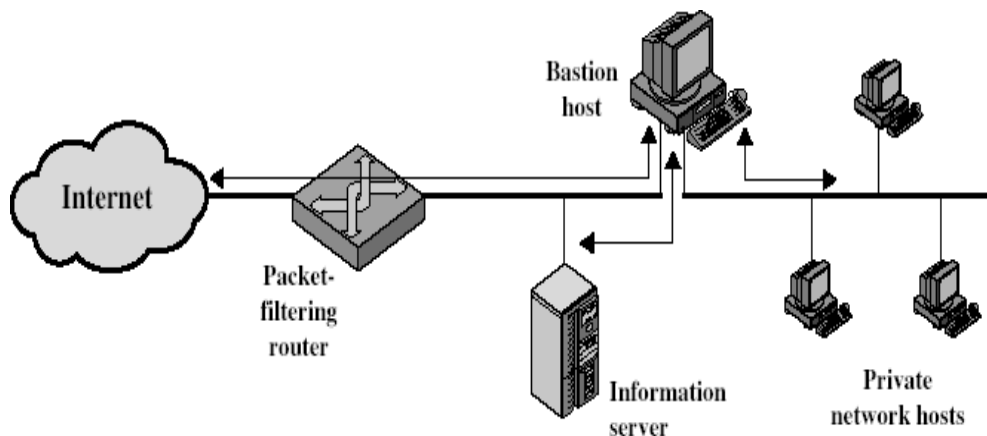 Bastion
host
Internet
Packet-
filtering
router
Information
server
Private
network hosts